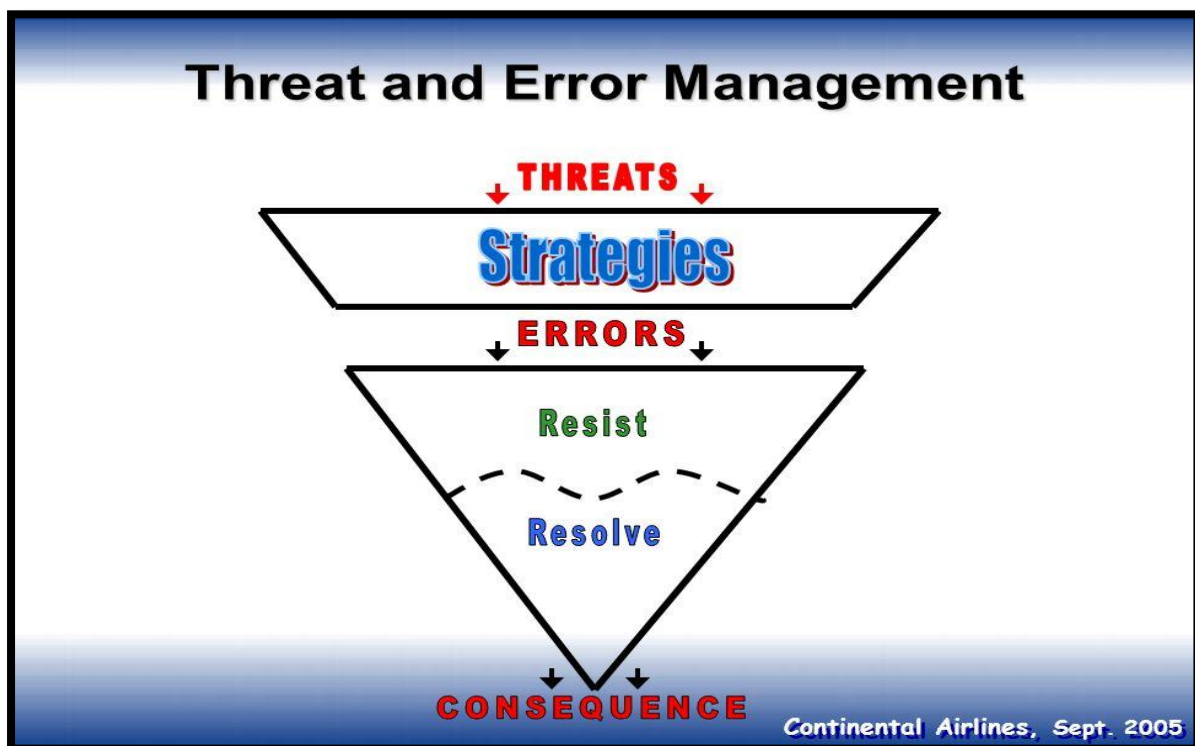 Threat and Error Management
THREATS
Strategies
ERRORS
Resist
Resolve
CONSEQUENCE
Continental Airlines, Sept. 2005